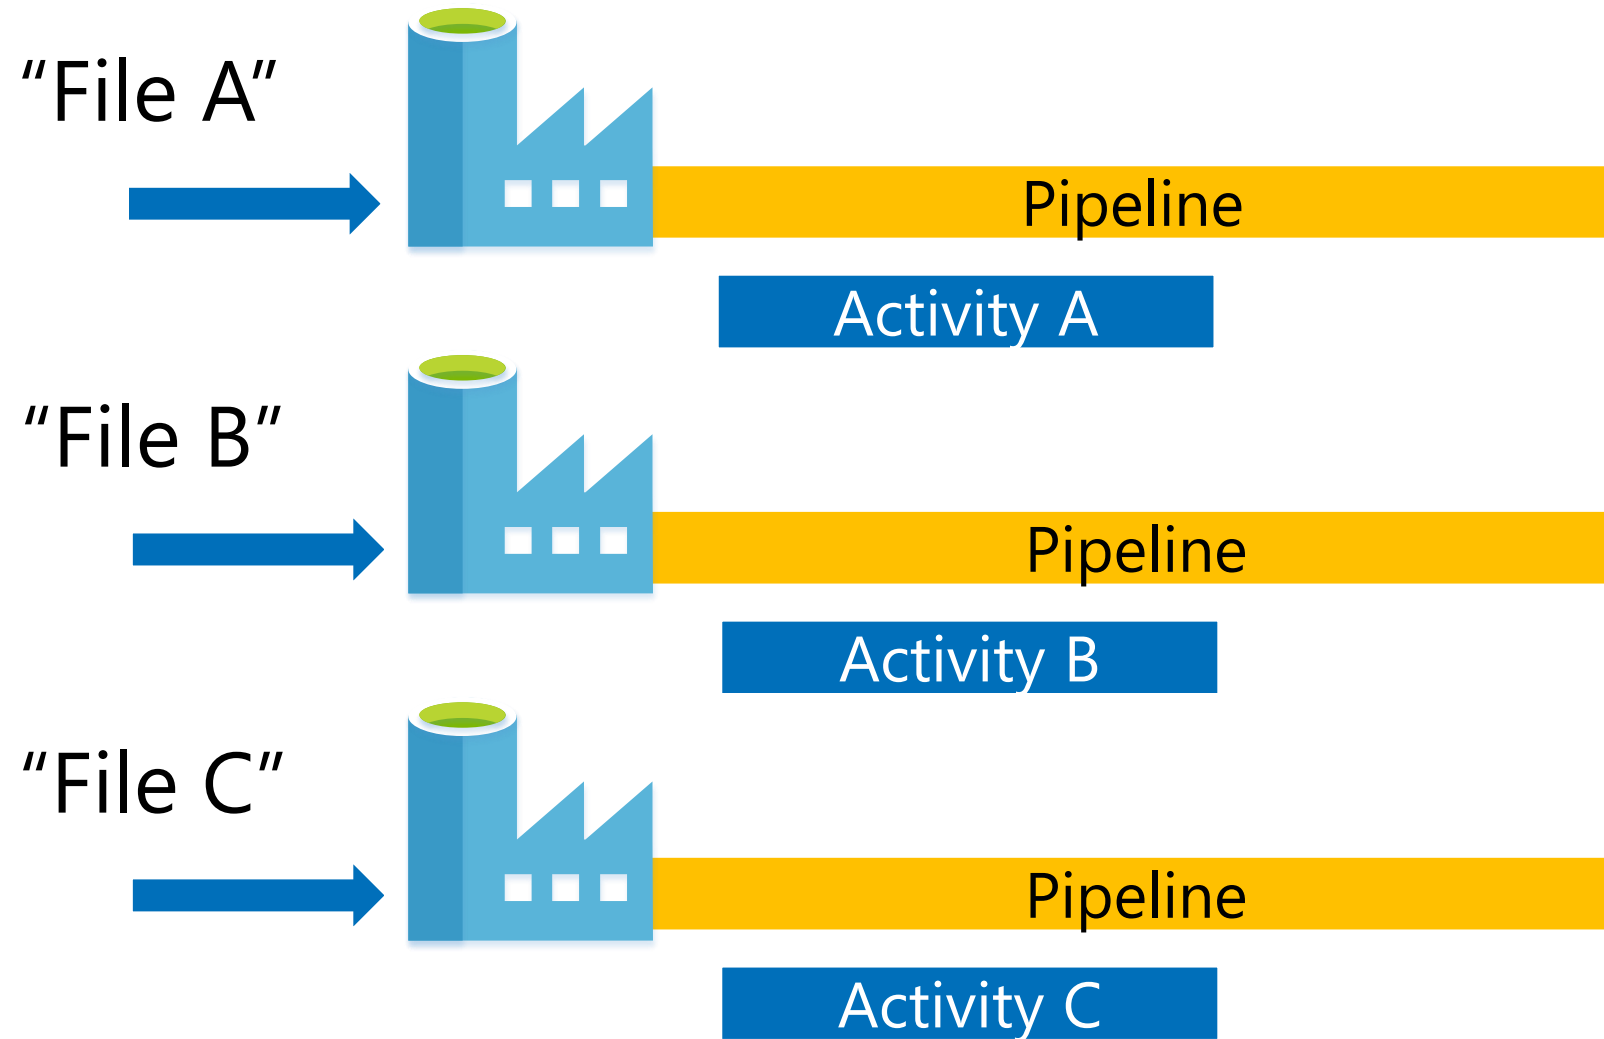 “File A”
Pipeline
Activity A
“File B”
Pipeline
Activity B
“File C”
Pipeline
Activity C